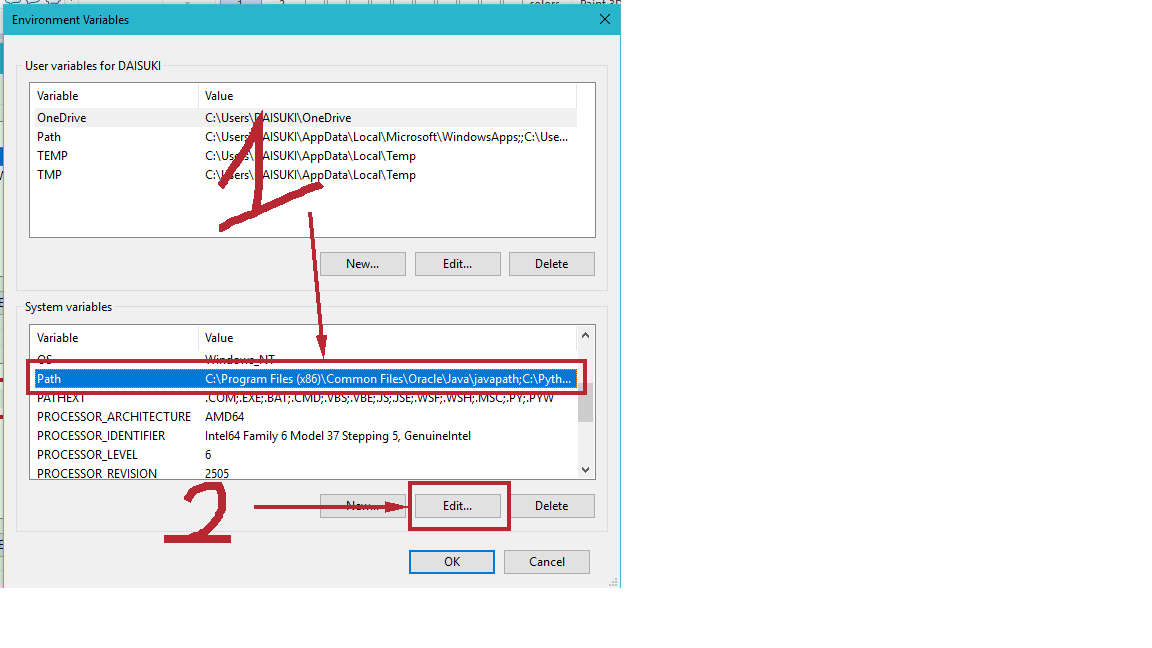 Environment Variables
User variables for DAISUKI
Variable Value
OneDrive C:\Users\DAISUKI\OneDrive
Path C:\Users\DAISUKI\AppData\Local\Microsoft\WindowsApps;;C:\Use...
TEMP C:\Users\DAISUKI\AppData\Local\Temp
TMP C:\Users\DAISUKI\AppData\Local\Temp
1
New... Edit... Delete
System variables
Variable Value
OS Windows_NT
Path C:\Program Files (x86)\Common Files\Oracle\Java\javapath;C:\Pyth...
PATHEXT .COM;.EXE;.BAT;.CMD;.VBS;.VBE;.JS;.JSE;.WSF;.WSH;.MSC;.PY;.PYW
PROCESSOR_ARCHITECTURE AMD64
PROCESSOR_IDENTIFIER Intel64 Family 6 Model 37 Stepping 5, GenuineIntel
PROCESSOR_LEVEL 6
PROCESSOR_REVISION 2505
2
New... Edit... Delete
OK Cancel